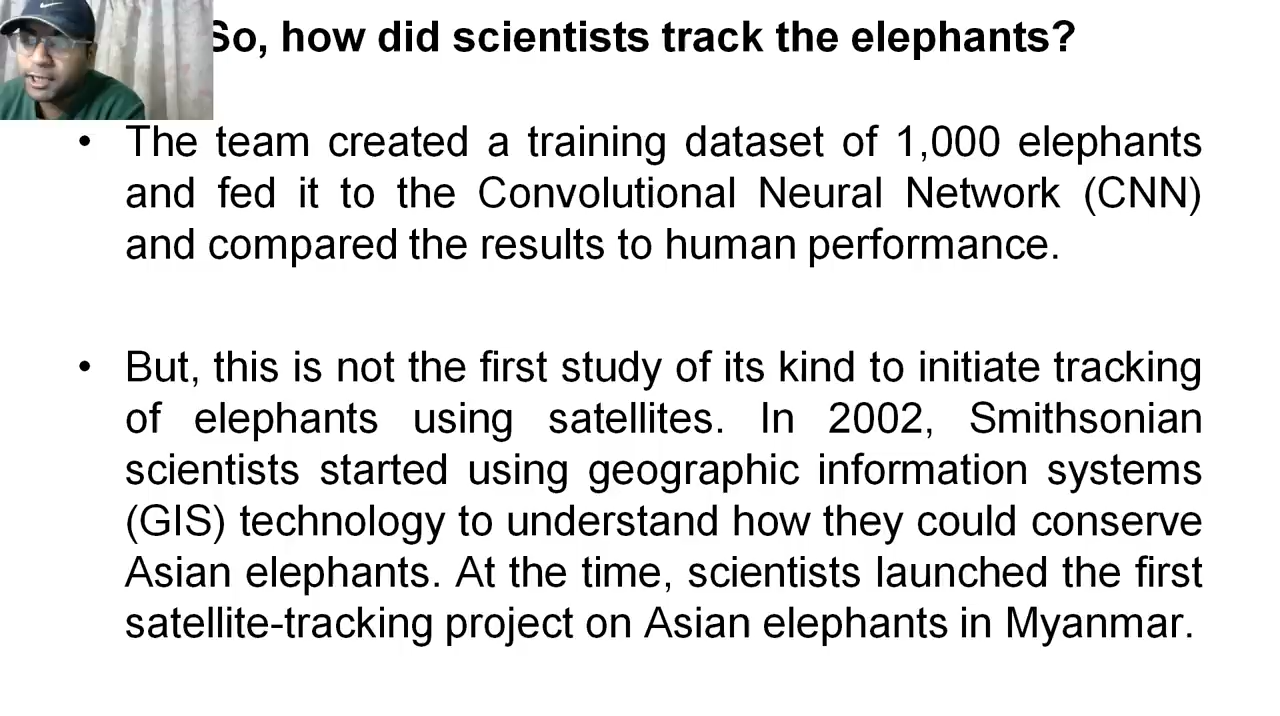 So, how did scientists track the elephants?
• The team created a training dataset of 1,000 elephants
and fed it to the Convolutional Neural Network (CNN)
and compared the results to human performance.
• But, this is not the first study of its kind to initiate tracking
of elephants using satellites. In 2002, Smithsonian
scientists started using geographic information systems
(GIS) technology to understand how they could conserve
Asian elephants. At the time, scientists launched the first
satellite-tracking project on Asian elephants in Myanmar.